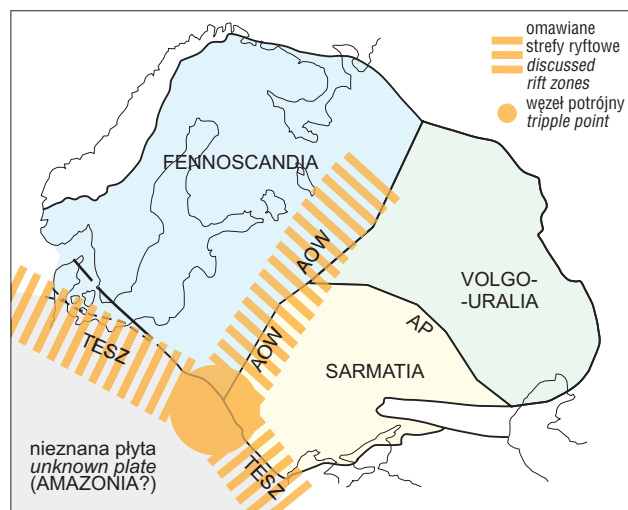 omawiane
strefy ryftowe
discussed
rift zones
węzeł potrójny
tripple point
FENNOSCANDIA
AOW
VOLGO-
-URALIA
AP
AOW
TESZ
SARMATIA
nieznana płyta
unknown plate
(AMAZONIA?)
TESZ